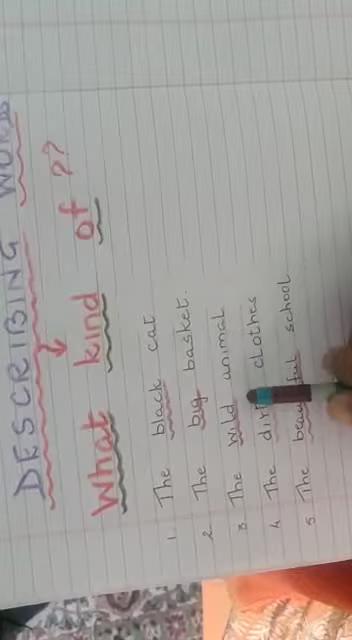 DESCRIBING WORDS
What kind of ??
1. The black cat
2 The big basket.
3 The wild animal
4 The clothes
5 The school